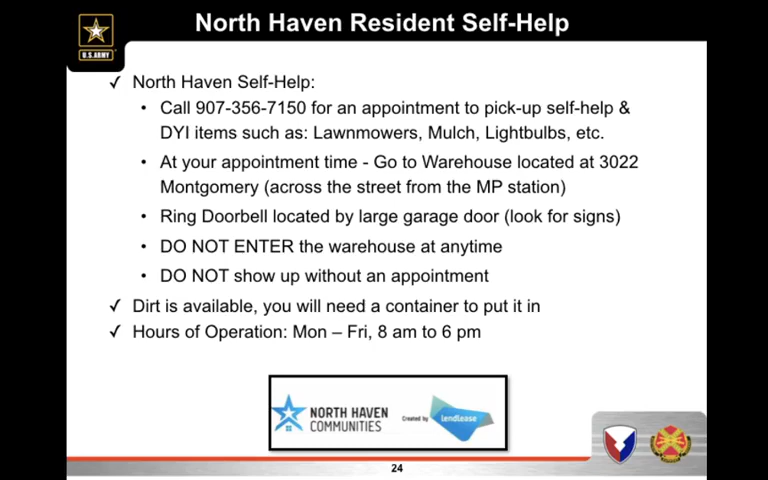 North Haven Resident Self-Help
U.S.ARMY
✓ North Haven Self-Help:
• Call 907-356-7150 for an appointment to pick-up self-help &
DYI items such as: Lawnmowers, Mulch, Lightbulbs, etc.
• At your appointment time - Go to Warehouse located at 3022
Montgomery (across the street from the MP station)
• Ring Doorbell located by large garage door (look for signs)
• DO NOT ENTER the warehouse at anytime
• DO NOT show up without an appointment
✓ Dirt is available, you will need a container to put it in
✓ Hours of Operation: Mon – Fri, 8 am to 6 pm
NORTH HAVEN
COMMUNITIES
Created by
lendlease
24